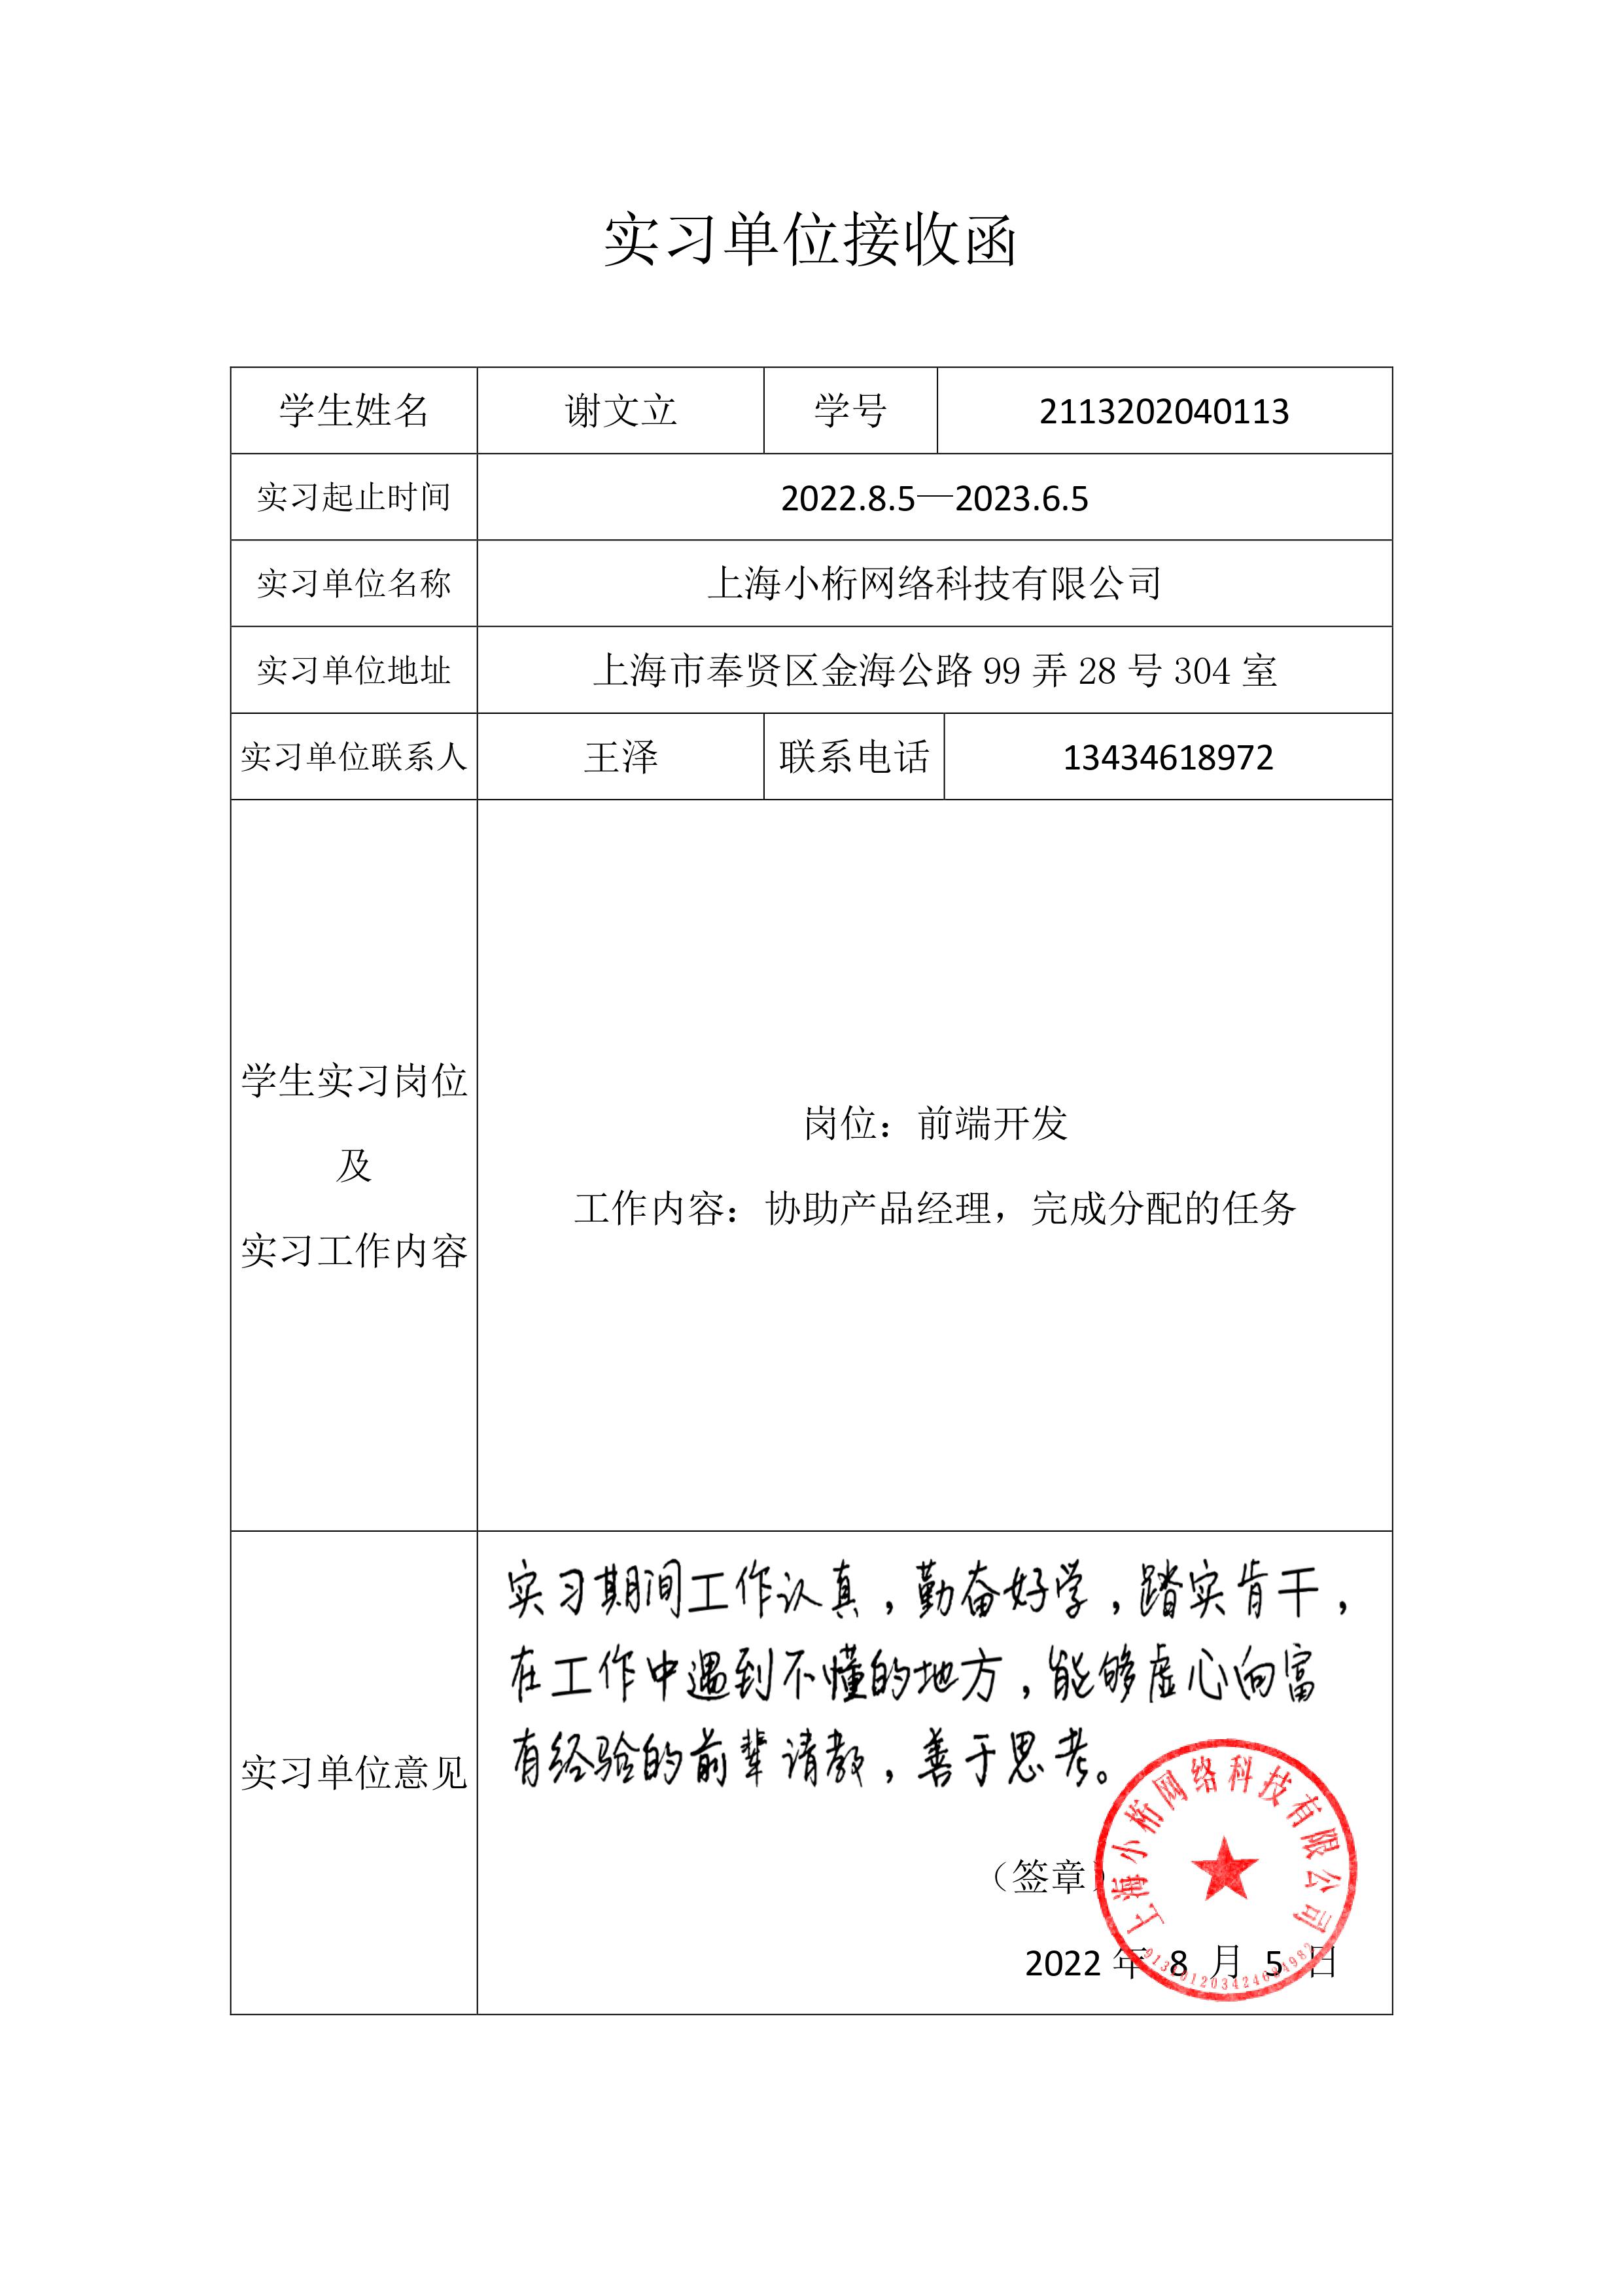 实习单位接收函
学生姓名 谢文立 学号 2113202040113
实习起止时间 2022.8.5—2023.6.5
实习单位名称 上海小桁网络科技有限公司
实习单位地址 上海市奉贤区金海公路 99 弄 28 号 304 室
实习单位联系人 王泽 联系电话 13434618972
学生实习岗位
及
实习工作内容
岗位：前端开发
工作内容：协助产品经理，完成分配的任务
实习单位意见
实习期间工作认真，勤奋好学，踏实肯干，
在工作中遇到不懂的地方，能够虚心向富
有经验的前辈请教，善于思考。
（签章）
上海小桁网络科技有限公司
2022 年 8 月 5 日